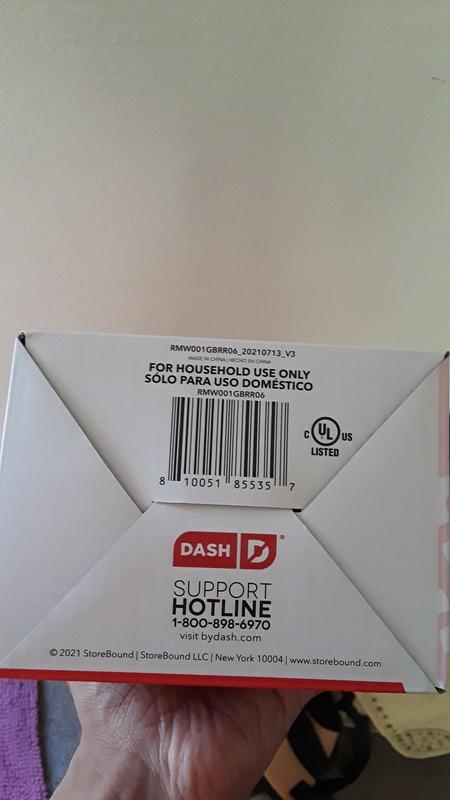 RMW001GBRR06_20210713_V3
MADE IN CHINA | HECHO EN CHINA
FOR HOUSEHOLD USE ONLY
SÓLO PARA USO DOMÉSTICO
RMW001GBRR06
C UL US
LISTED
8 10051 85535 7
DASH D®
SUPPORT
HOTLINE
1-800-898-6970
visit bydash.com
© 2021 StoreBound | StoreBound LLC | New York 10004 | www.storebound.com